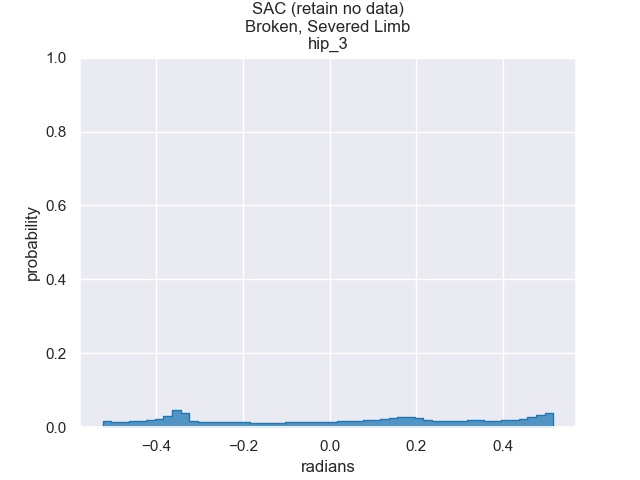 SAC (retain no data)
Broken, Severed Limb
hip_3
1.0
0.8
0.6
0.4
0.2
0.0
probability
−0.4 −0.2 0.0 0.2 0.4
radians